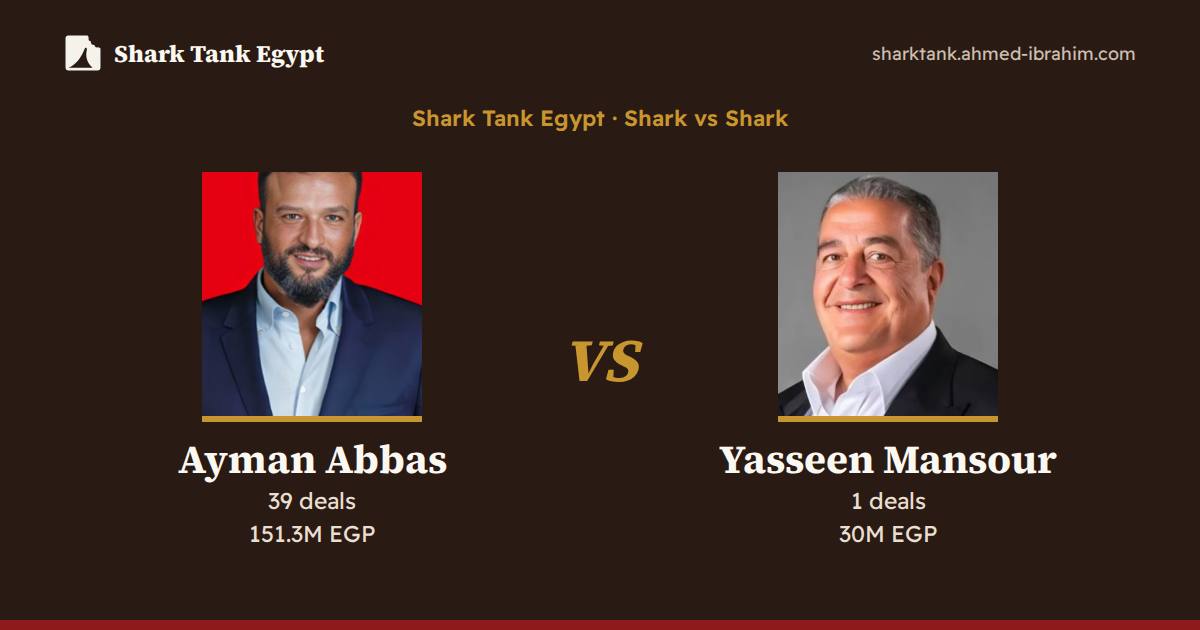 Shark Tank Egypt
sharktank.ahmed-ibrahim.com
Shark Tank Egypt · Shark vs Shark
VS
Ayman Abbas
39 deals
151.3M EGP
Yasseen Mansour
1 deals
30M EGP